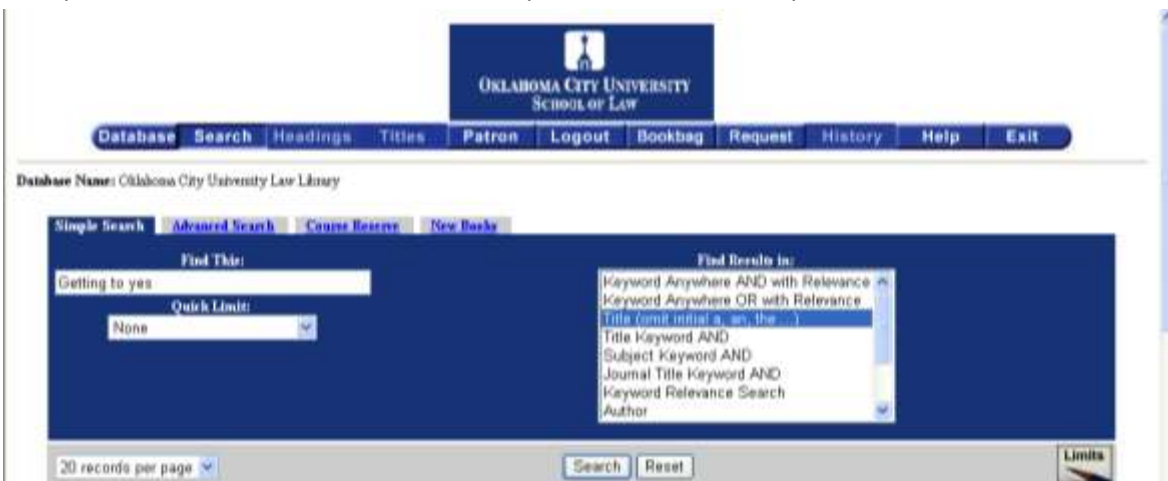 OKLAHOMA CITY UNIVERSITY
SCHOOL OF LAW
Database Search Headings Titles Patron Logout Bookbag Request History Help Exit
Database Name: Oklahoma City University Law Library
Simple Search Advanced Search Course Reserve New Books
Find This: Find Results in:
Getting to yes
Quick Limit:
None
Keyword Anywhere AND with Relevance
Keyword Anywhere OR with Relevance
Title (omit initial a, an, the ...)
Title Keyword AND
Subject Keyword AND
Journal Title Keyword AND
Keyword Relevance Search
Author
20 records per page Search Reset Limits